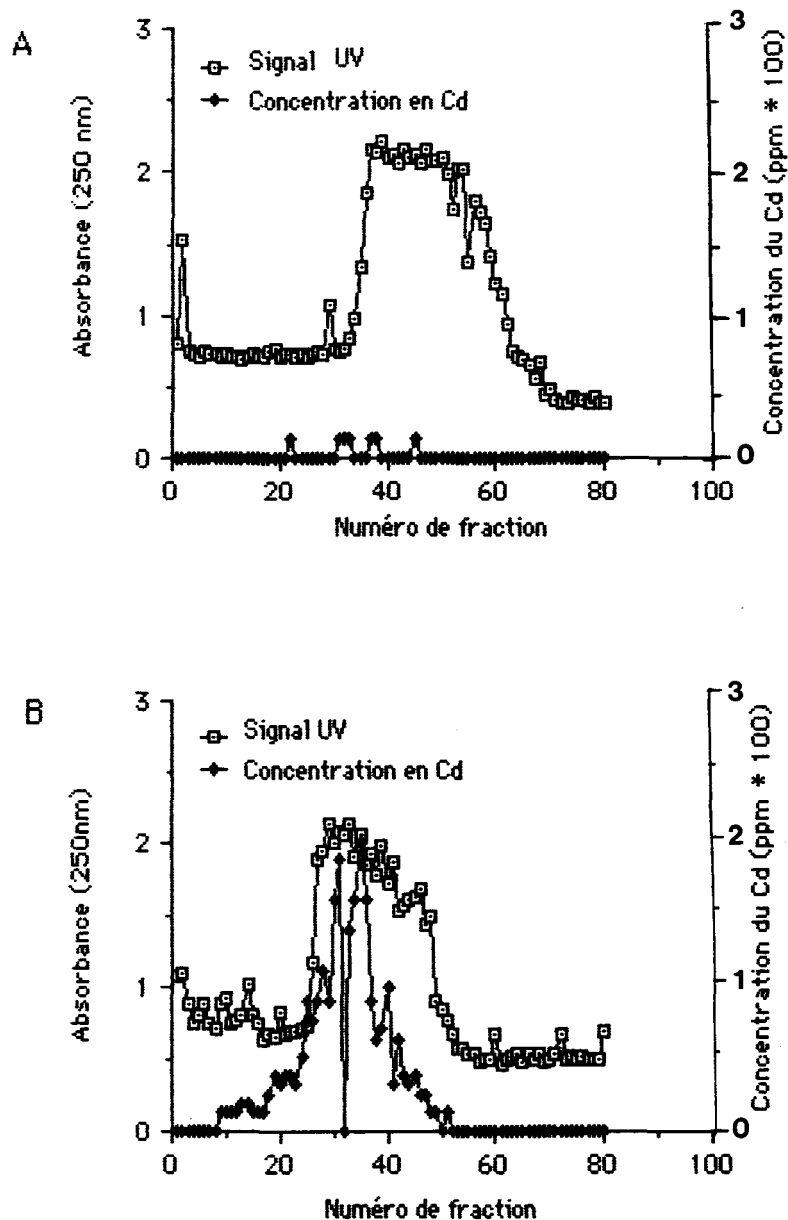 A
3
2
1
0
Absorbance (250 nm)
Signal UV
Concentration en Cd
3
2
1
0
Concentration du Cd (ppm * 100)
0 20 40 60 80 100
Numéro de fraction
B
3
2
1
0
Absorbance (250nm)
Signal UV
Concentration en Cd
3
2
1
0
Concentration du Cd (ppm * 100)
0 20 40 60 80 100
Numéro de fraction